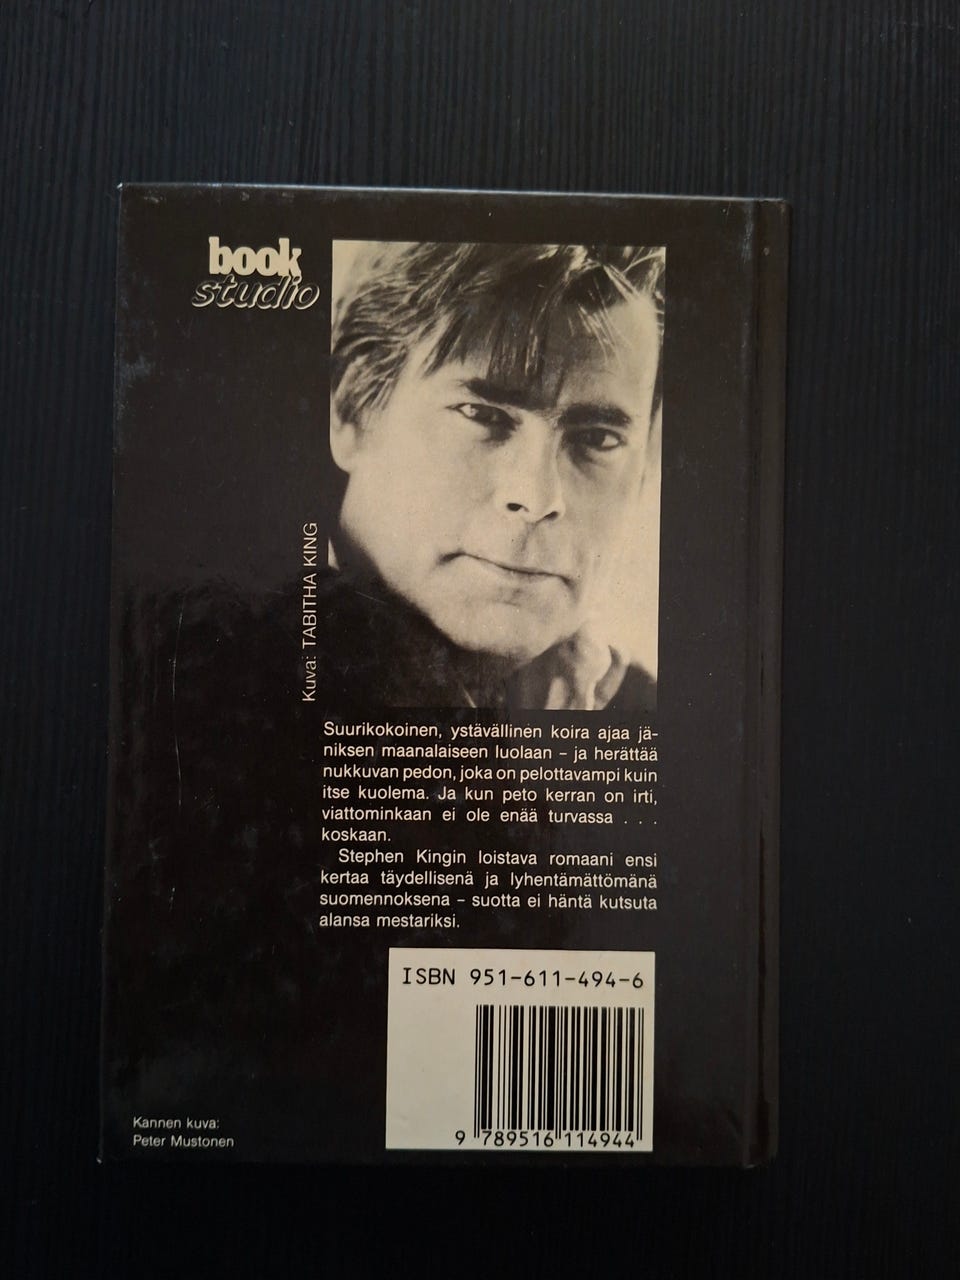 book
studio
Kuva: TABITHA KING
Suurikokoinen, ystävällinen koira ajaa jä-
niksen maanalaiseen luolaan – ja herättää
nukkuvan pedon, joka on pelottavampi kuin
itse kuolema. Ja kun peto kerran on irti,
viattominkaan ei ole enää turvassa . . .
koskaan.
Stephen Kingin loistava romaani ensi
kertaa täydellisenä ja lyhentämättömänä
suomennoksena – suotta ei häntä kutsuta
alansa mestariksi.
ISBN 951-611-494-6
9 789516 114944
Kannen kuva:
Peter Mustonen